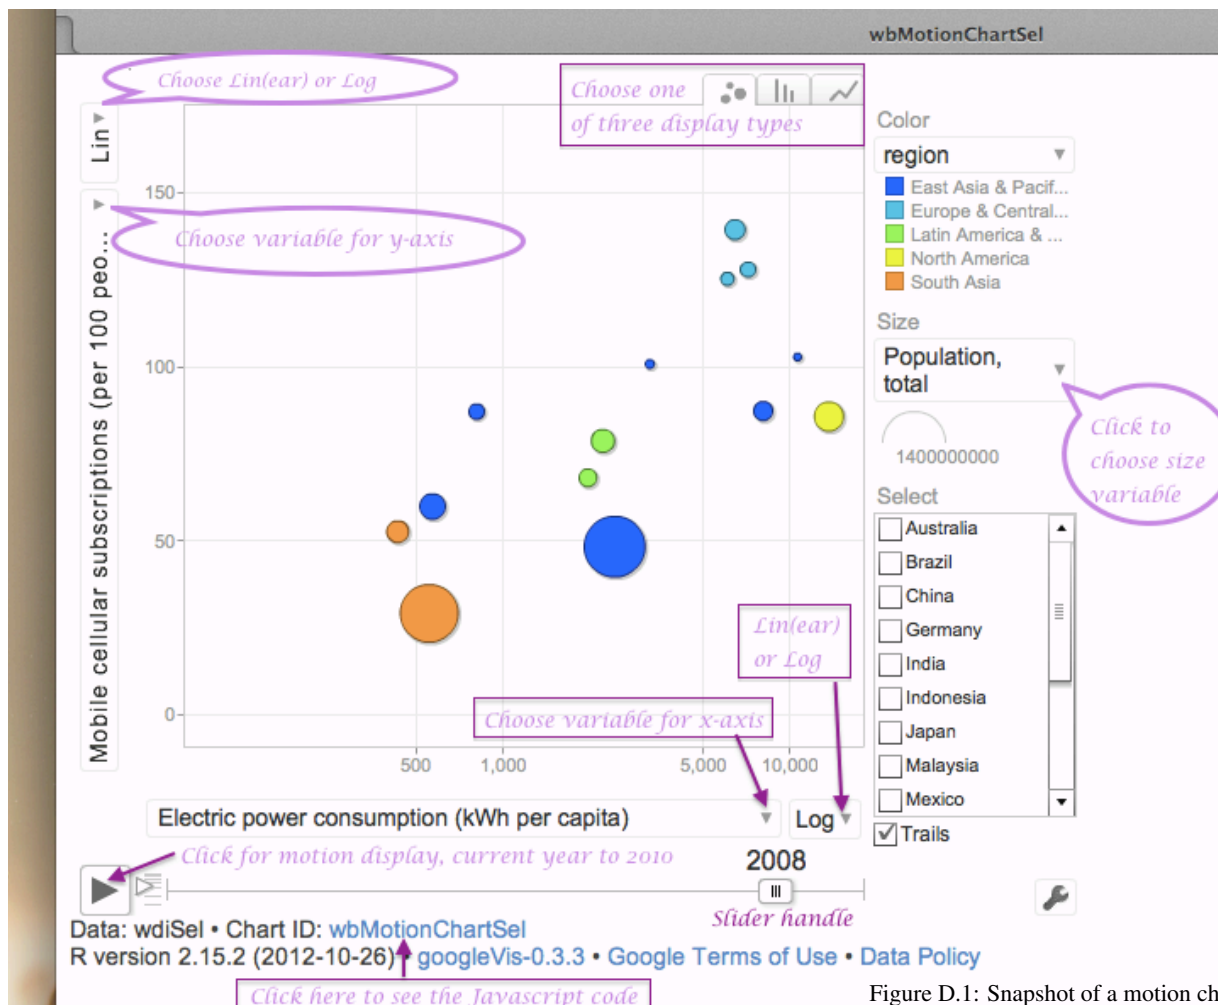 wbMotionChartSel
Choose Lin(ear) or Log
Choose one
of three display types
Lin
Color
region
East Asia & Pacif...
Europe & Central...
Latin America & ...
North America
South Asia
150
Choose variable for y-axis
Mobile cellular subscriptions (per 100 peo...
100
50
0
Size
Population,
total
1400000000
Click to
choose size
variable
Select
Australia
Brazil
China
Germany
India
Indonesia
Japan
Malaysia
Mexico
Trails
Lin(ear)
or Log
Choose variable for x-axis
500 1,000 5,000 10,000
Electric power consumption (kWh per capita)
Log
Click for motion display, current year to 2010
2008
Slider handle
Data: wdiSel • Chart ID: wbMotionChartSel
R version 2.15.2 (2012-10-26) • googleVis-0.3.3 • Google Terms of Use • Data Policy
Click here to see the Javascript code
Figure D.1: Snapshot of a motion ch